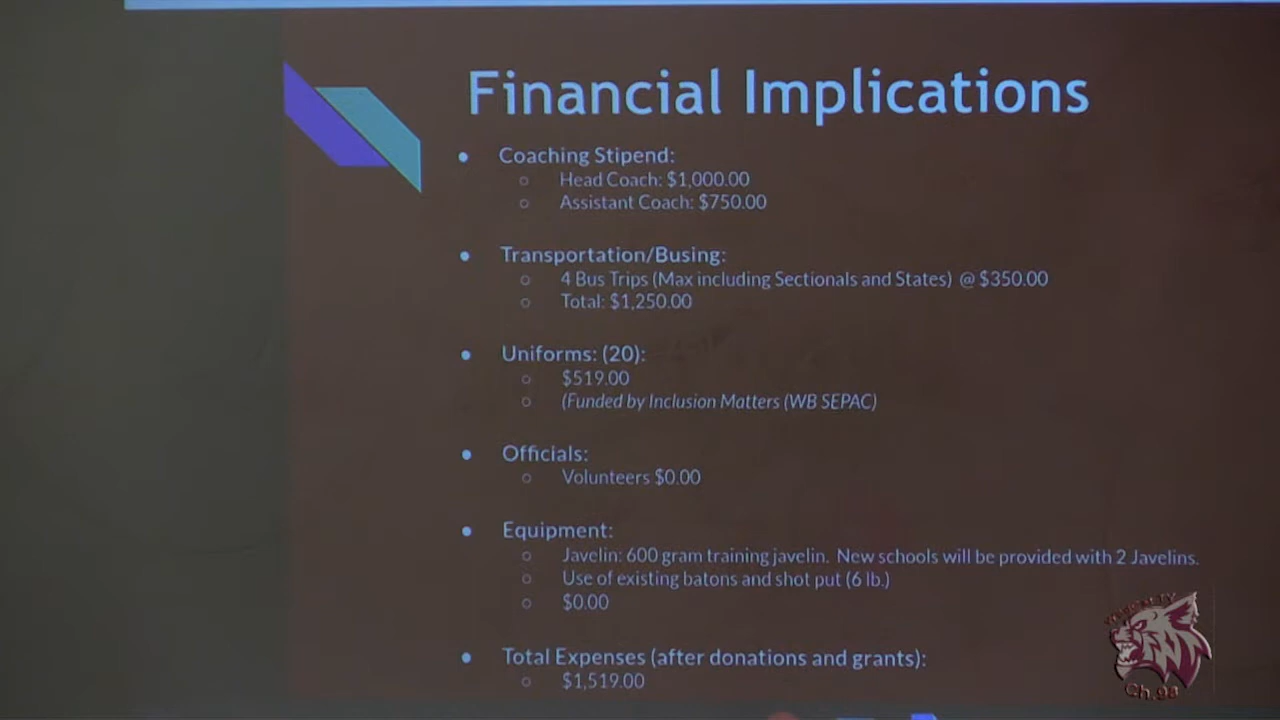 Financial Implications
Coaching Stipend:
Head Coach: $1,000.00
Assistant Coach: $750.00
Transportation/Busing:
4 Bus Trips (Max including Sectionals and States) @ $350.00
Total: $1,250.00
Uniforms: (20):
$519.00
(Funded by Inclusion Matters (WB SEPAC)
Officials:
Volunteers $0.00
Equipment:
Javelin: 600 gram training javelin. New schools will be provided with 2 Javelins.
Use of existing batons and shot put (6 lb.)
$0.00
Total Expenses (after donations and grants):
$1,519.00
Ch.98